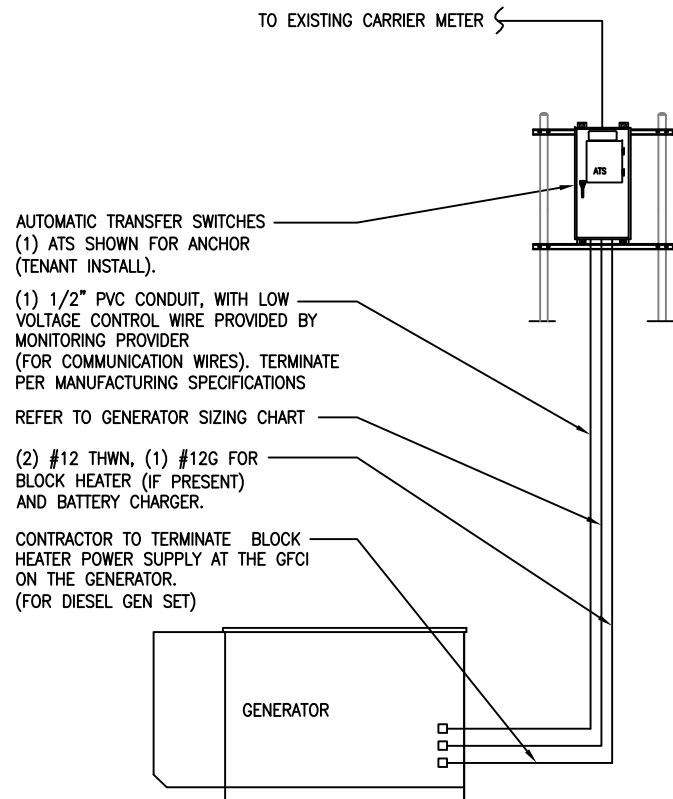 TO EXISTING CARRIER METER
ATS
AUTOMATIC TRANSFER SWITCHES
(1) ATS SHOWN FOR ANCHOR
(TENANT INSTALL).
(1) 1/2" PVC CONDUIT, WITH LOW
VOLTAGE CONTROL WIRE PROVIDED BY
MONITORING PROVIDER
(FOR COMMUNICATION WIRES). TERMINATE
PER MANUFACTURING SPECIFICATIONS
REFER TO GENERATOR SIZING CHART
(2) #12 THWN, (1) #12G FOR
BLOCK HEATER (IF PRESENT)
AND BATTERY CHARGER.
CONTRACTOR TO TERMINATE BLOCK
HEATER POWER SUPPLY AT THE GFCI
ON THE GENERATOR.
(FOR DIESEL GEN SET)
GENERATOR